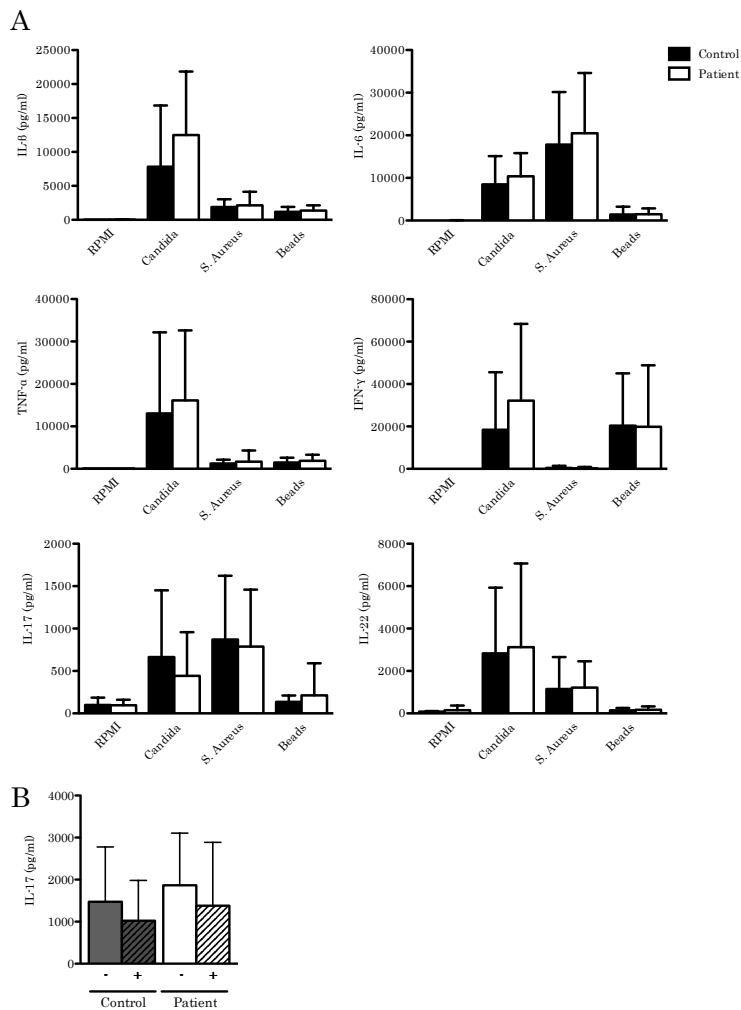 A
Control
Patient
IL-ß (pg/ml)
25000
20000
15000
10000
5000
0
RPMI
Candida
S. Aureus
Beads
IL-6 (pg/ml)
40000
30000
20000
10000
0
RPMI
Candida
S. Aureus
Beads
TNF-α (pg/ml
40000
30000
20000
10000
0
RPMI
Candida
S. Aureus
Beads
IFN-γ (pg/ml)
80000
60000
40000
20000
0
RPMI
Candida
S. Aureus
Beads
IL-17 (pg/ml)
2000
1500
1000
500
0
RPMI
Candida
S. Aureus
Beads
IL-22 (pg/ml)
8000
6000
4000
2000
0
RPMI
Candida
S. Aureus
Beads
B
IL-17 (pg/ml)
4000
3000
2000
1000
0
- + - +
Control Patient